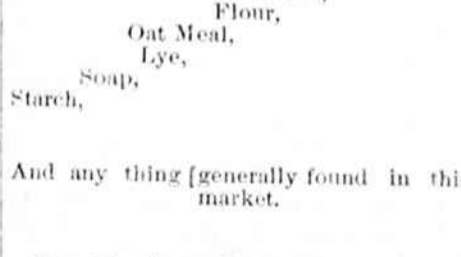 Flour,
Oat Meal,
Lye,
Soap,
Starch,
And any thing [generally found in thi
market.